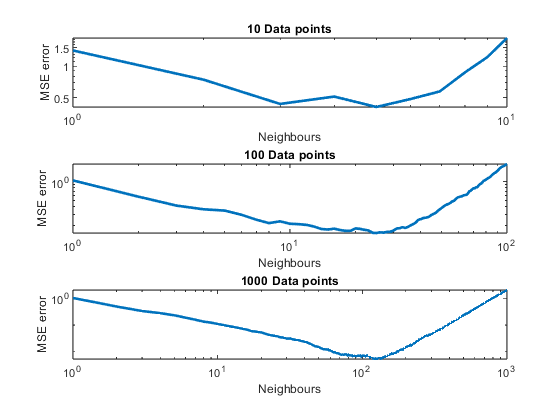 10 Data points
MSE error
1.5
1
0.5
10^0
10^1
Neighbours
100 Data points
MSE error
10^0
10^0
10^1
10^2
Neighbours
1000 Data points
MSE error
10^0
10^0
10^1
10^2
10^3
Neighbours